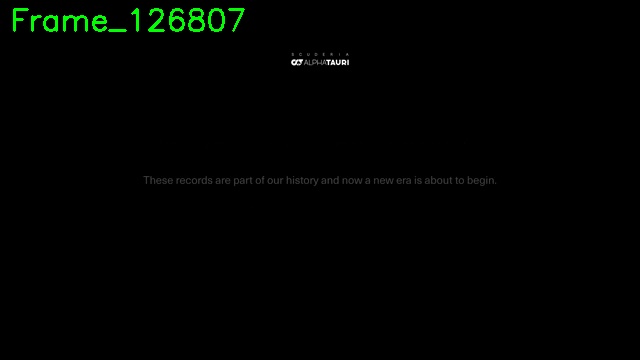 Frame_126807
SCUDERIA
ALPHATAURI
These records are part of our history and now a new era is about to begin.